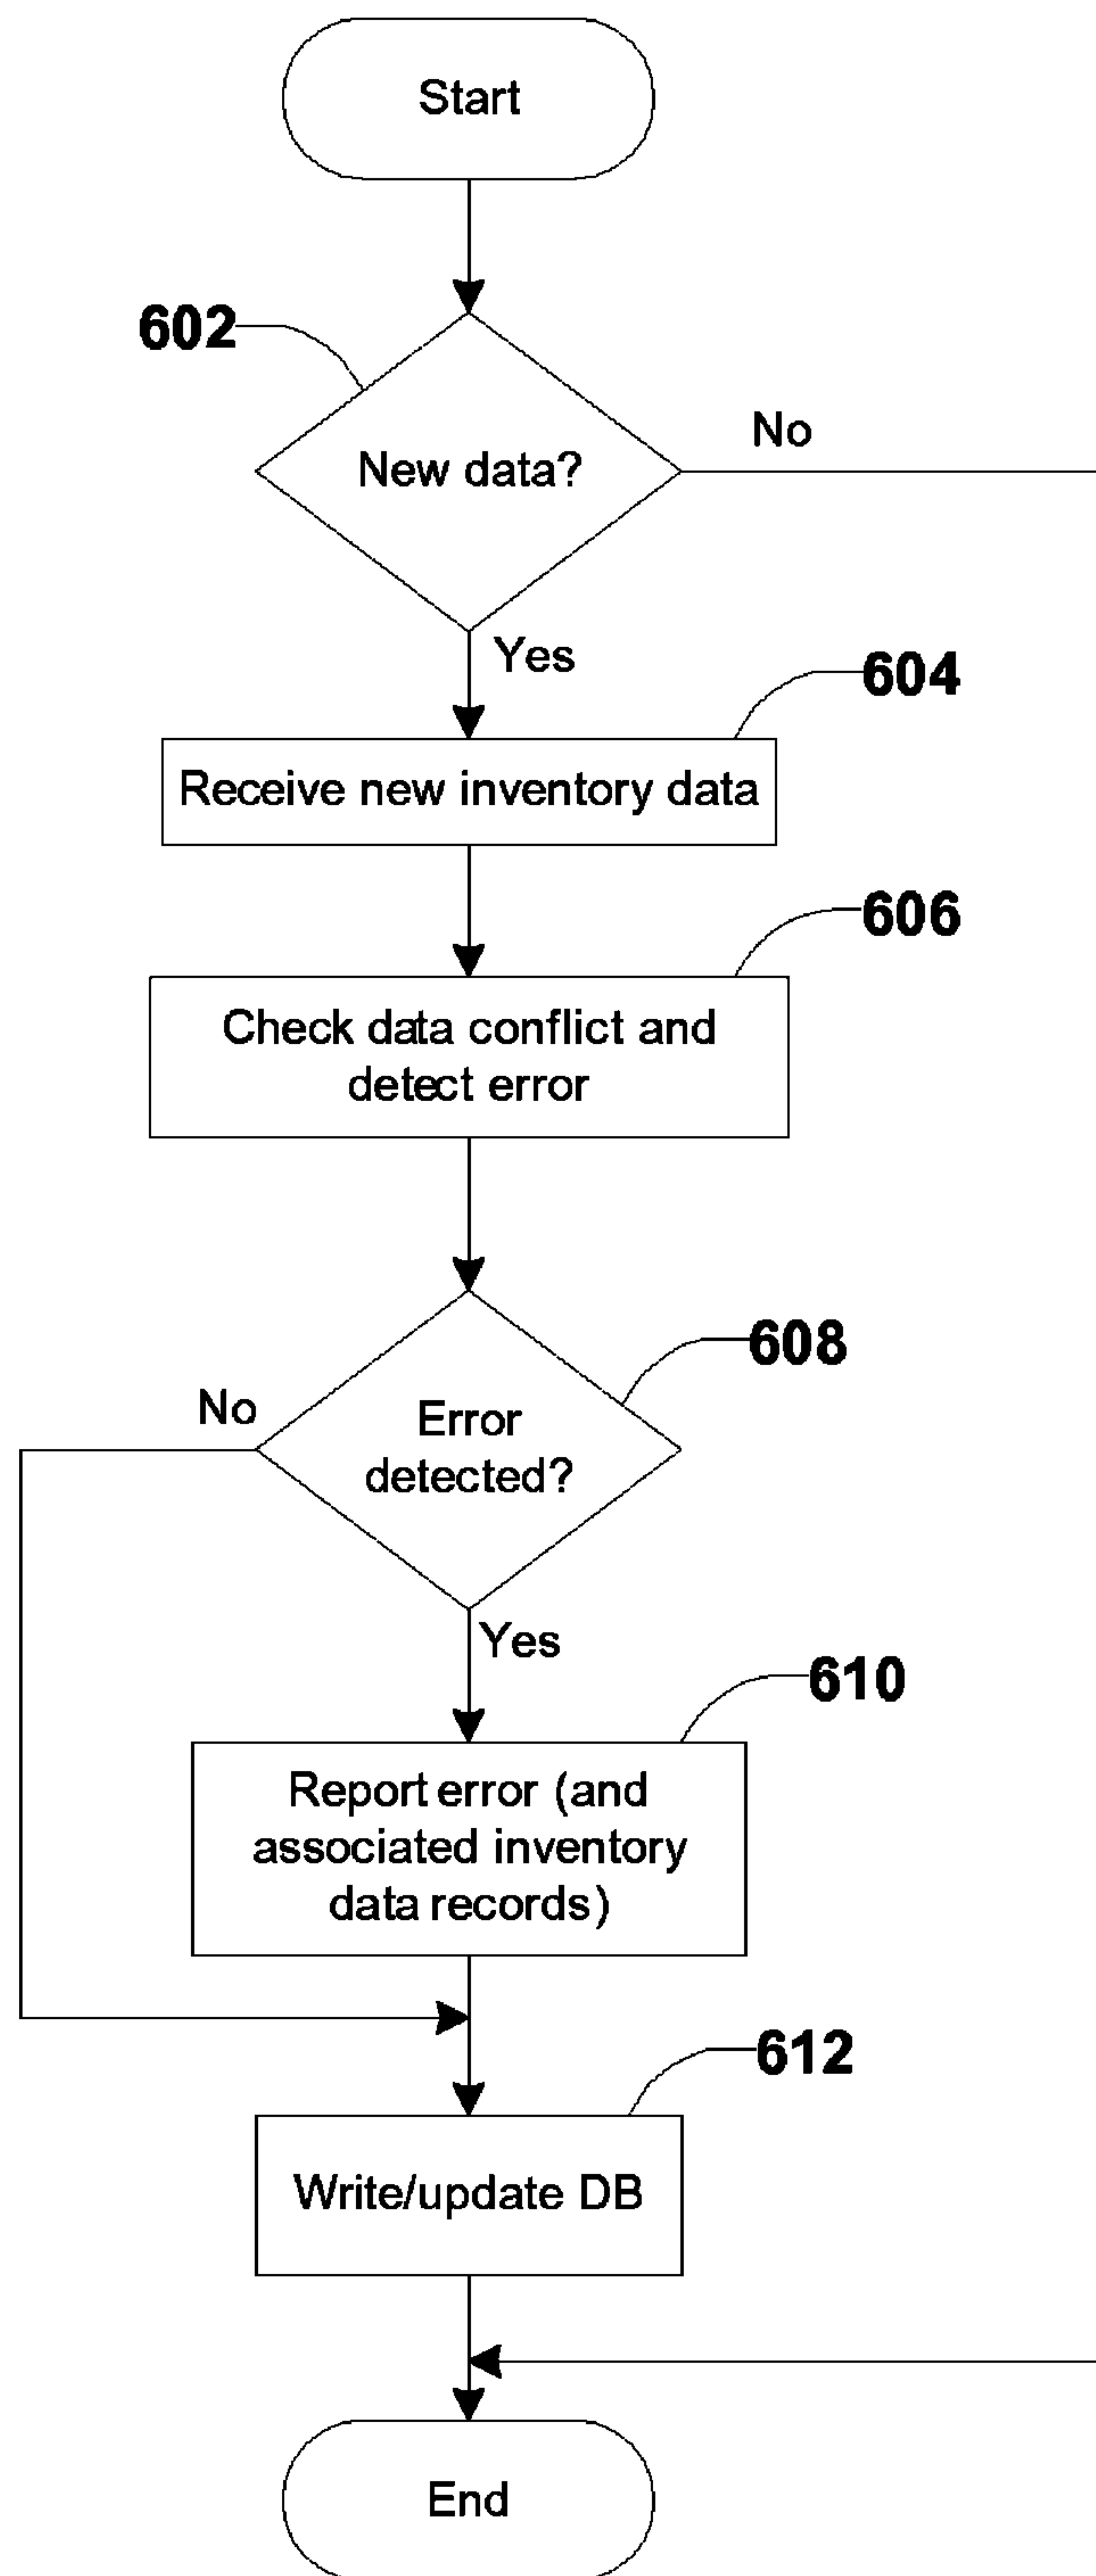 Start
602
New data?
No
Yes
604
Receive new inventory data
606
Check data conflict and
detect error
608
No
Error
detected?
Yes
610
Report error (and
associated inventory
data records)
612
Write/update DB
End